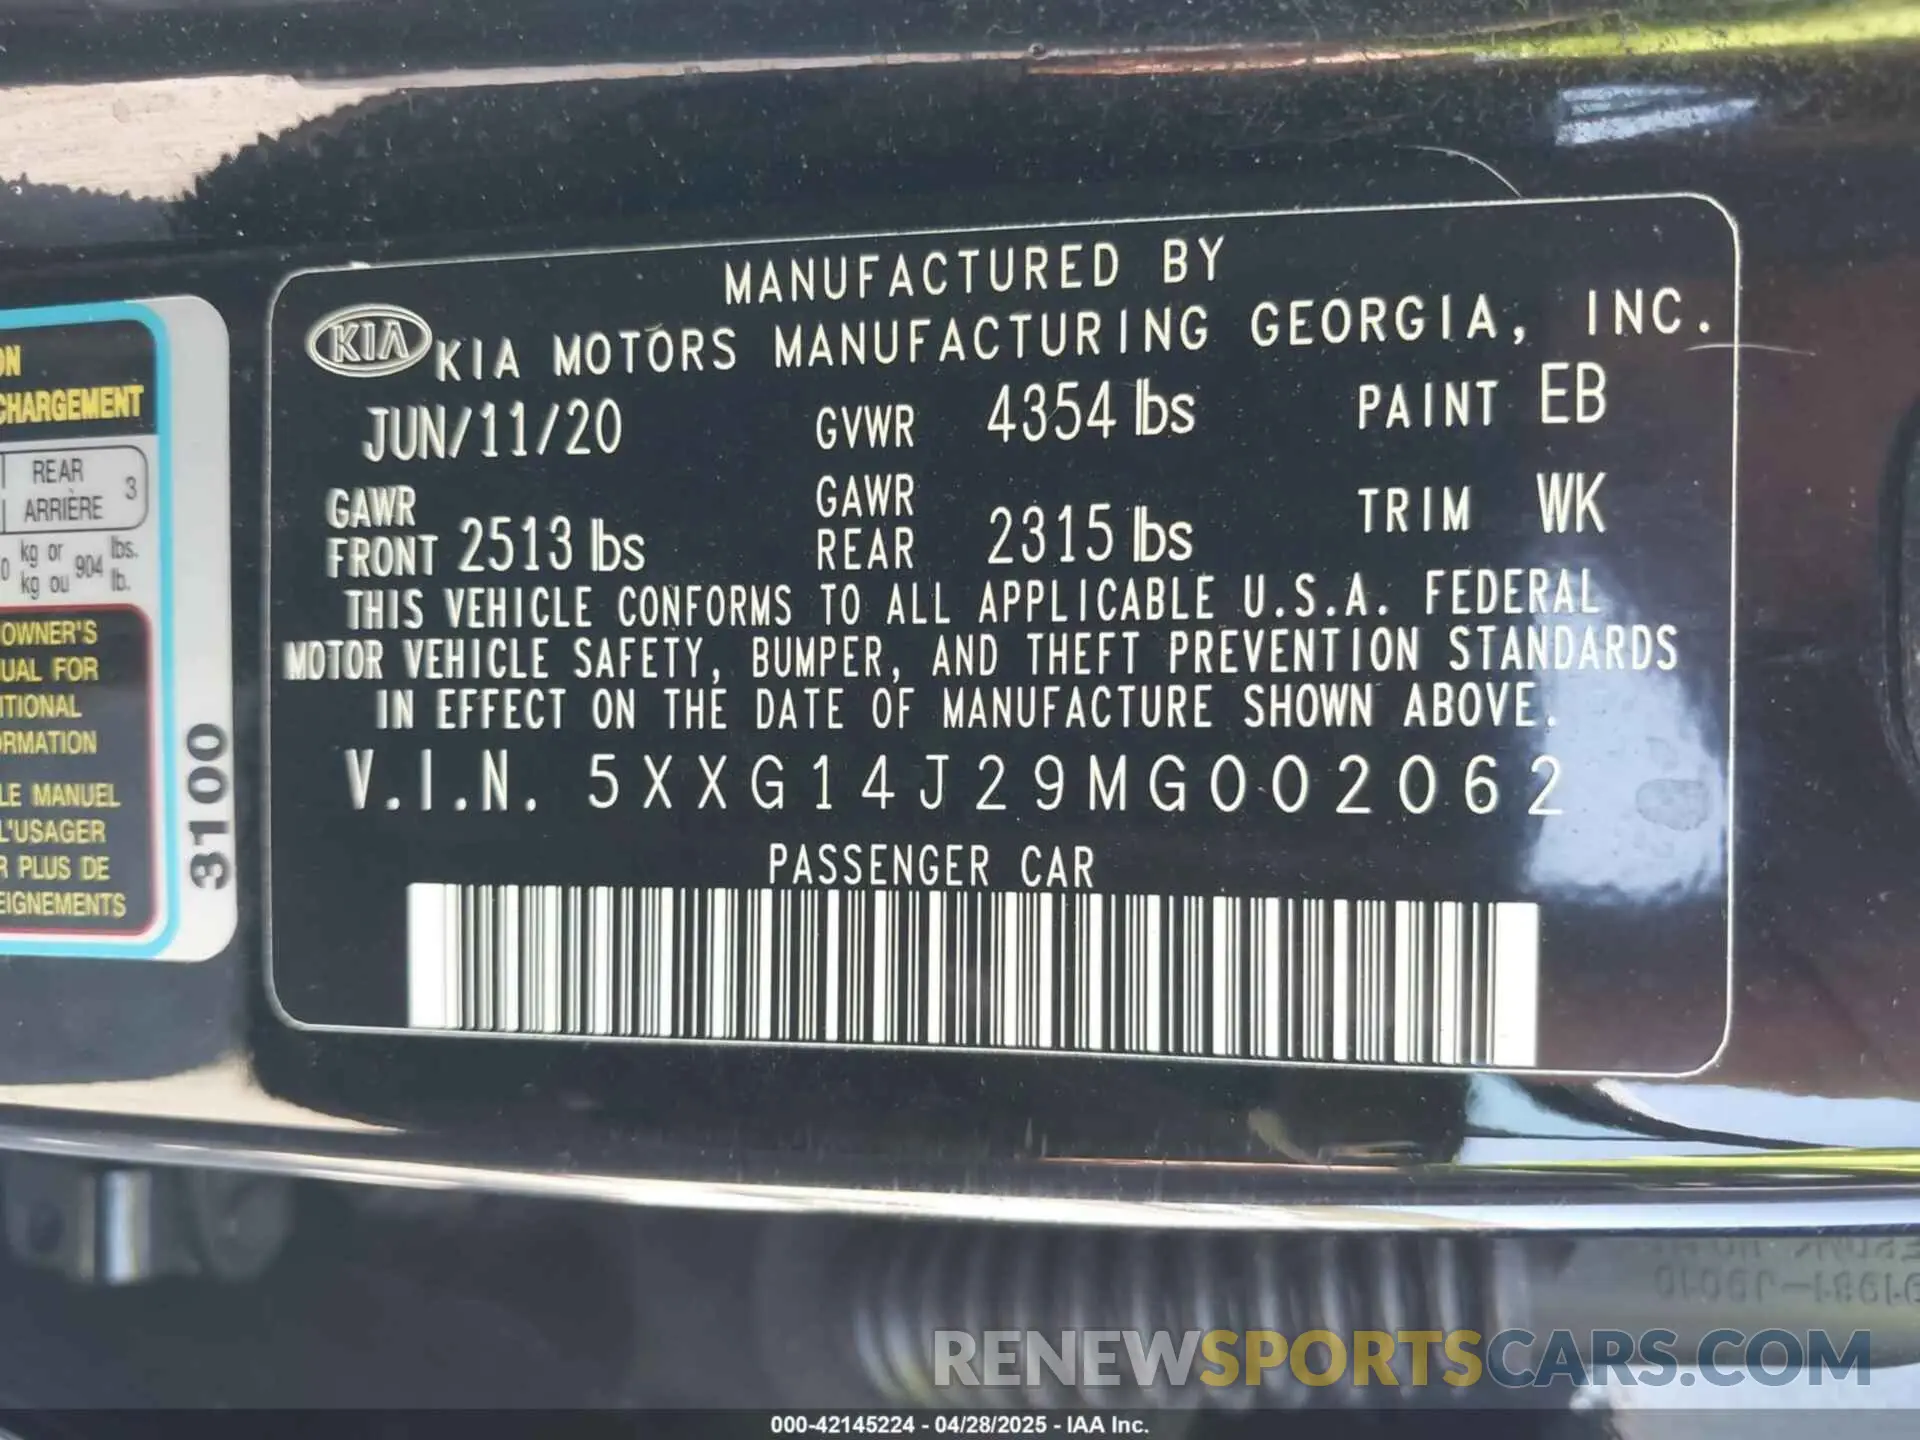 MANUFACTURED BY
KIA KIA MOTORS MANUFACTURING GEORGIA, INC.
JUN/11/20 GVWR 4354 lbs PAINT EB
GAWR FRONT 2513 lbs GAWR REAR 2315 lbs TRIM WK
THIS VEHICLE CONFORMS TO ALL APPLICABLE U.S.A. FEDERAL
MOTOR VEHICLE SAFETY, BUMPER, AND THEFT PREVENTION STANDARDS
IN EFFECT ON THE DATE OF MANUFACTURE SHOWN ABOVE.
V.I.N. 5XXG14J29MG002062
PASSENGER CAR
ON
CHARGEMENT
REAR
ARRIÈRE 3
kg or 904 lbs.
kg ou lb.
OWNER'S
UAL FOR
ITIONAL
ORMATION
LE MANUEL
L'USAGER
R PLUS DE
EIGNEMENTS
3100
RENEWSPORTSCARS.COM
000-42145224 - 04/28/2025 - IAA Inc.